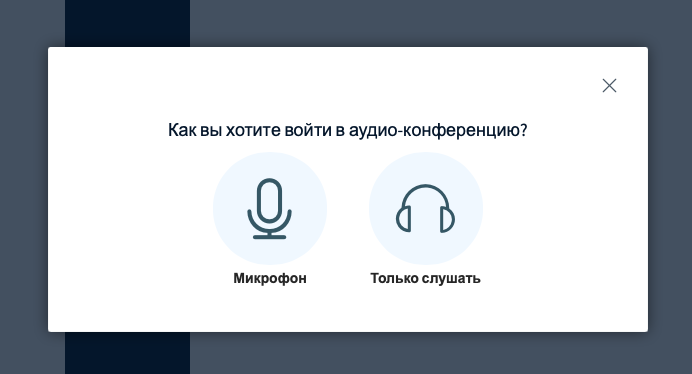 Как вы хотите войти в аудио-конференцию?
Микрофон
Только слушать